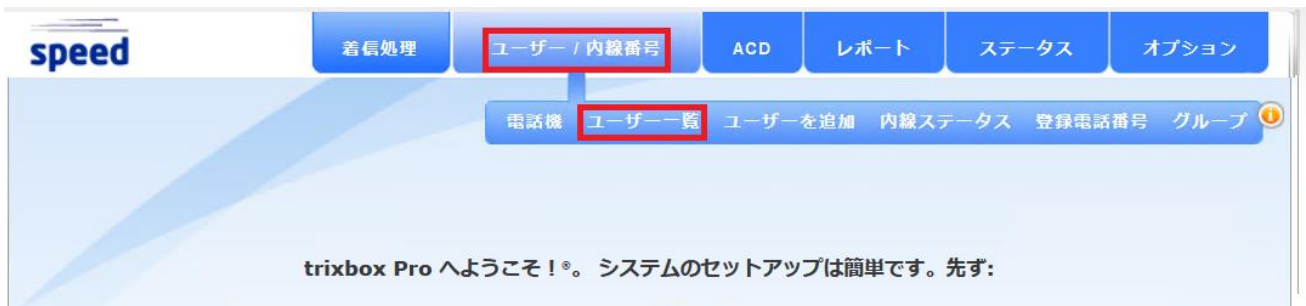 speed
着信処理 ユーザー / 内線番号 ACD レポート ステータス オプション
電話機 ユーザー一覧 ユーザーを追加 内線ステータス 登録電話番号 グループ
trixbox Pro へようこそ！®。 システムのセットアップは簡単です。先ず: